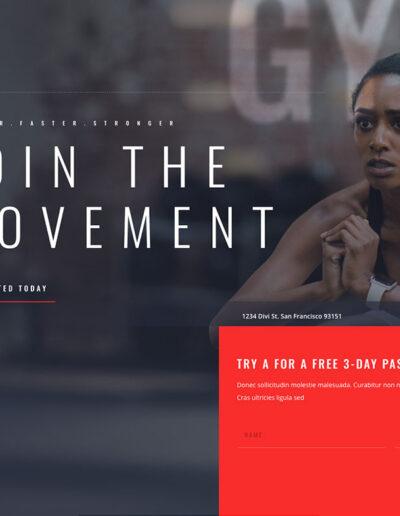 GY
R.FASTER.STRONGER
OIN THE
OVEMENT
TED TODAY
1234 Divi St. San Francisco 93151
TRY A FOR A FREE 3-DAY PAS
Donec sollicitudin molestie malesuada. Curabitur non n
Cras ultricies ligula sed
NAME